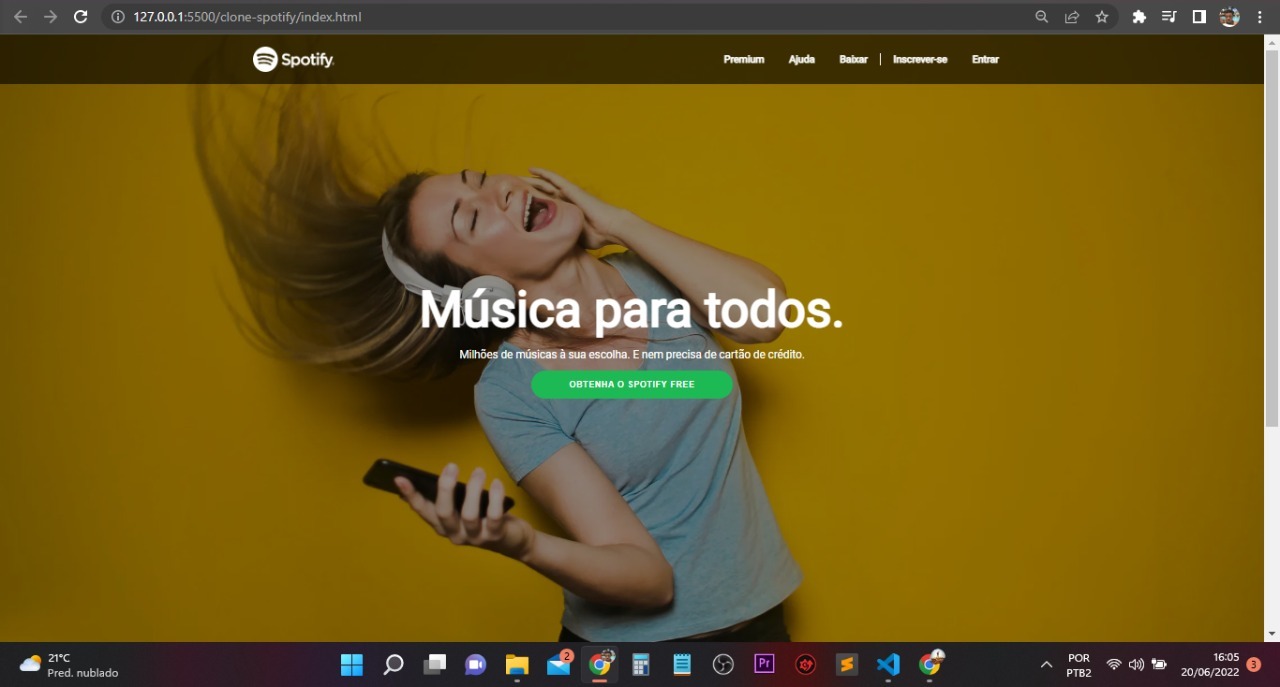 127.0.0.1:5500/clone-spotify/index.html
Spotify
Premium Ajuda Baixar | Inscrever-se Entrar
Música para todos.
Milhões de músicas à sua escolha. E nem precisa de cartão de crédito.
OBTENHA O SPOTIFY FREE
21°C
Pred. nublado
2
Pr
POR
PTB2
16:05
20/06/2022
3